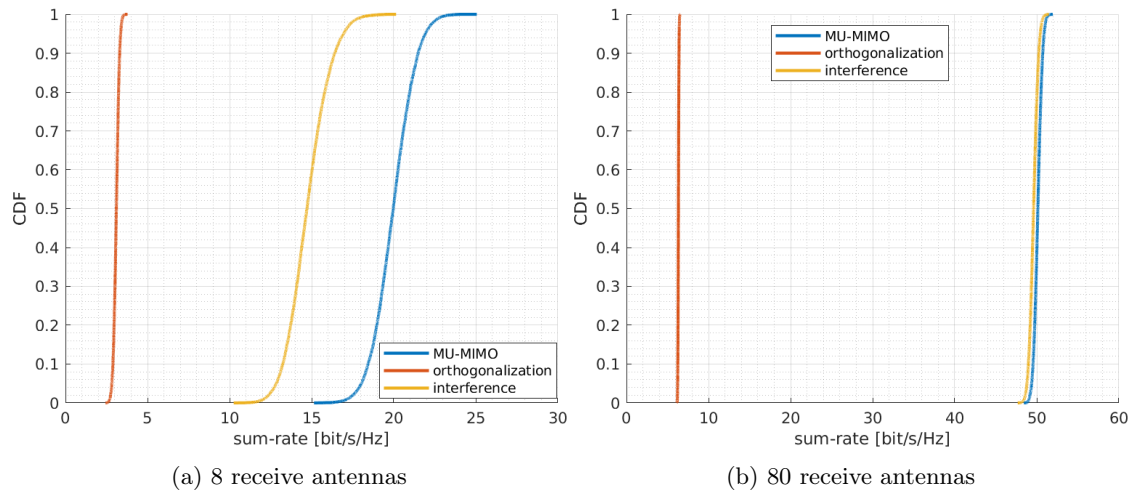 1
0.9
0.8
0.7
0.6
0.5
0.4
0.3
0.2
0.1
0
CDF
0 5 10 15 20 25 30
sum-rate [bit/s/Hz]
MU-MIMO
orthogonalization
interference
(a) 8 receive antennas
1
0.9
0.8
0.7
0.6
0.5
0.4
0.3
0.2
0.1
0
CDF
0 10 20 30 40 50 60
sum-rate [bit/s/Hz]
MU-MIMO
orthogonalization
interference
(b) 80 receive antennas